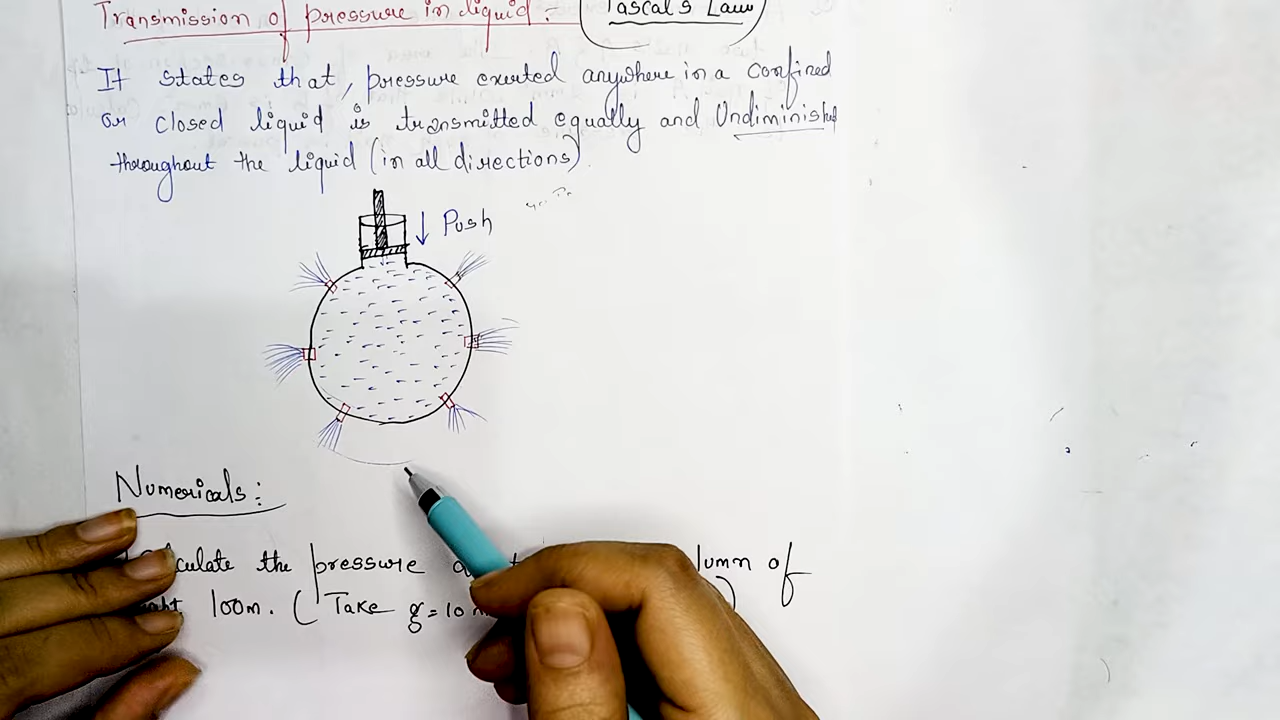 Transmission of pressure in liquid :- Pascal's Law
It states that, pressure exerted anywhere in a confined
or closed liquid is transmitted equally and Undiminished
throughout the liquid (in all directions).
Push
Numericals:
the pressure
100m. ( Take g = 10
of